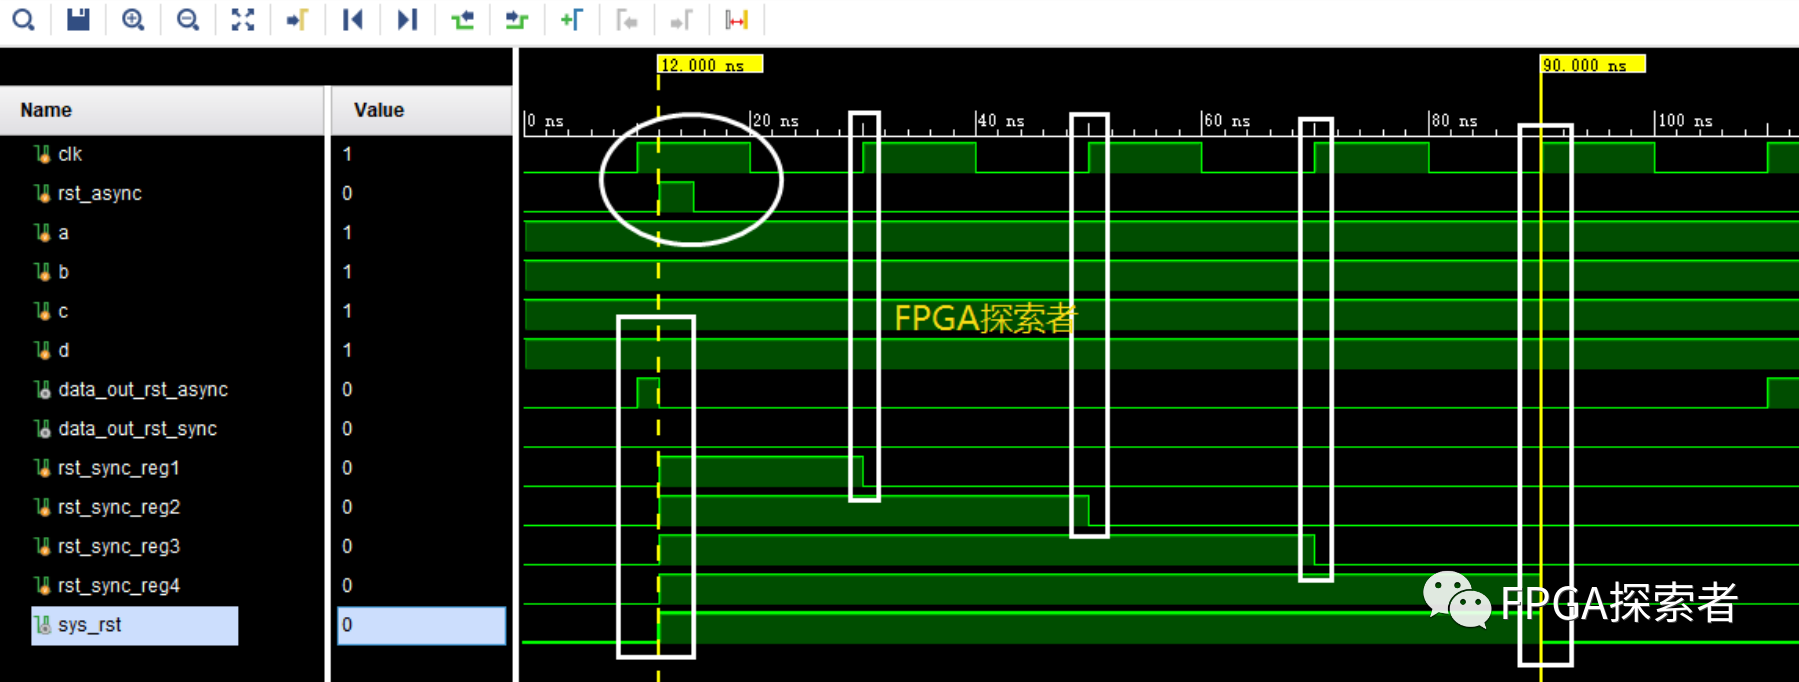 12.000 ns
90.000 ns
Name
Value
0 ns
20 ns
40 ns
60 ns
80 ns
100 ns
clk
1
rst_async
0
a
1
b
1
c
1
FPGA探索者
d
1
data_out_rst_async
0
data_out_rst_sync
0
rst_sync_reg1
0
rst_sync_reg2
0
rst_sync_reg3
0
rst_sync_reg4
0
FPGA探索者
sys_rst
0